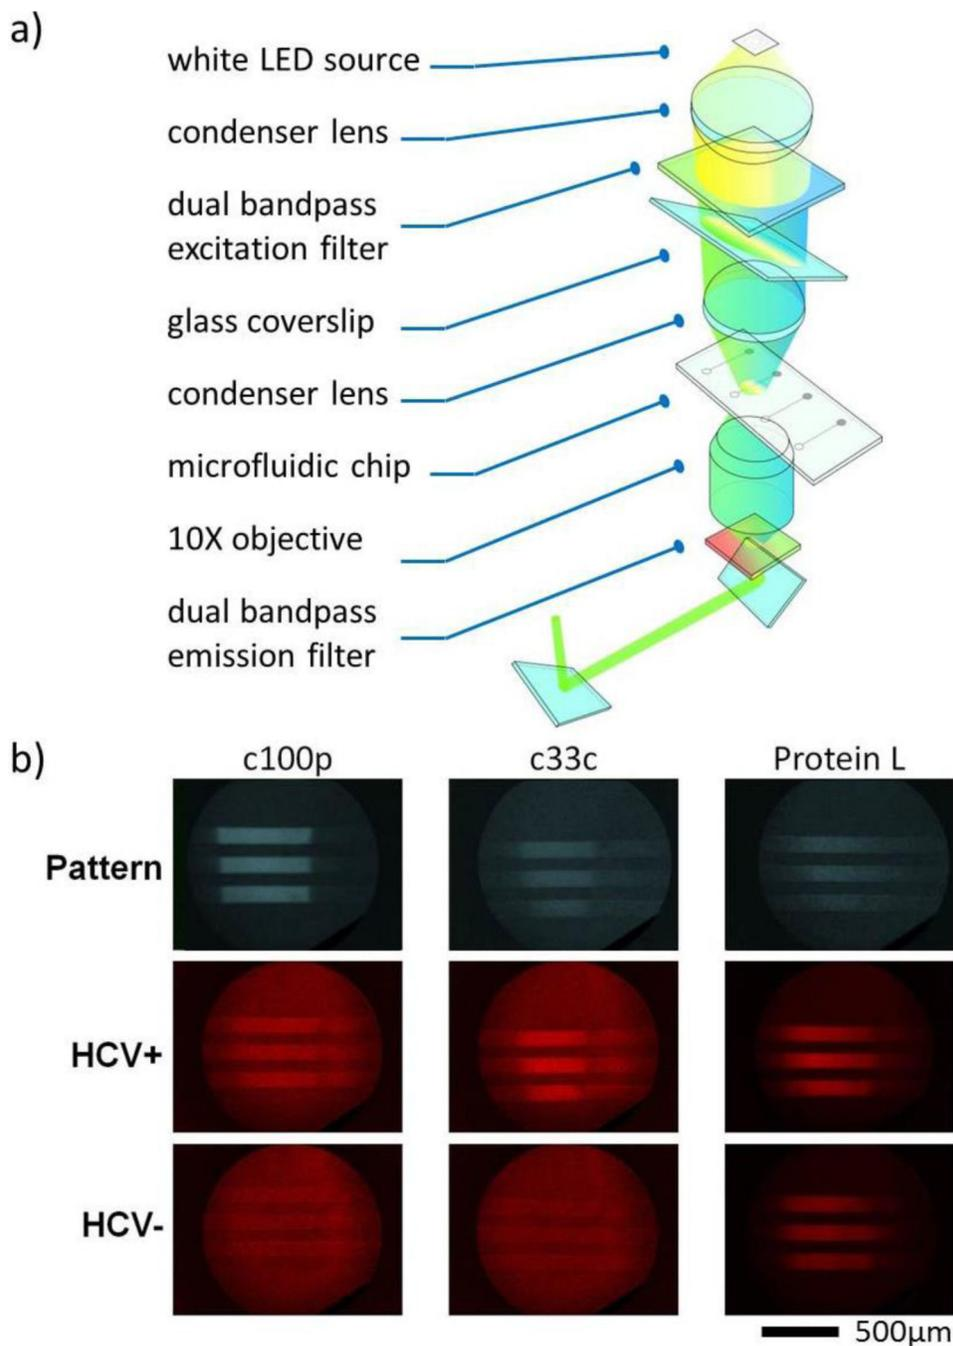 a)
white LED source
condenser lens
dual bandpass
excitation filter
glass coverslip
condenser lens
microfluidic chip
10X objective
dual bandpass
emission filter
b)
c100p c33c Protein L
Pattern
HCV+
HCV-
500µm